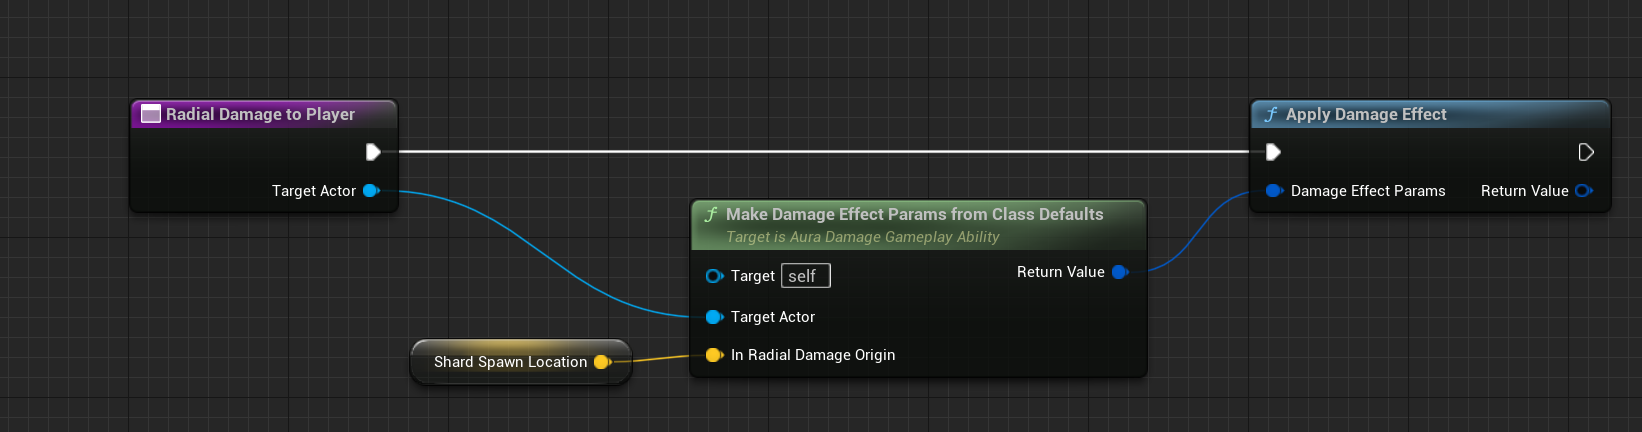 Radial Damage to Player
Target Actor
f Make Damage Effect Params from Class Defaults
Target is Aura Damage Gameplay Ability
Target self
Return Value
Target Actor
In Radial Damage Origin
Shard Spawn Location
f Apply Damage Effect
Damage Effect Params
Return Value